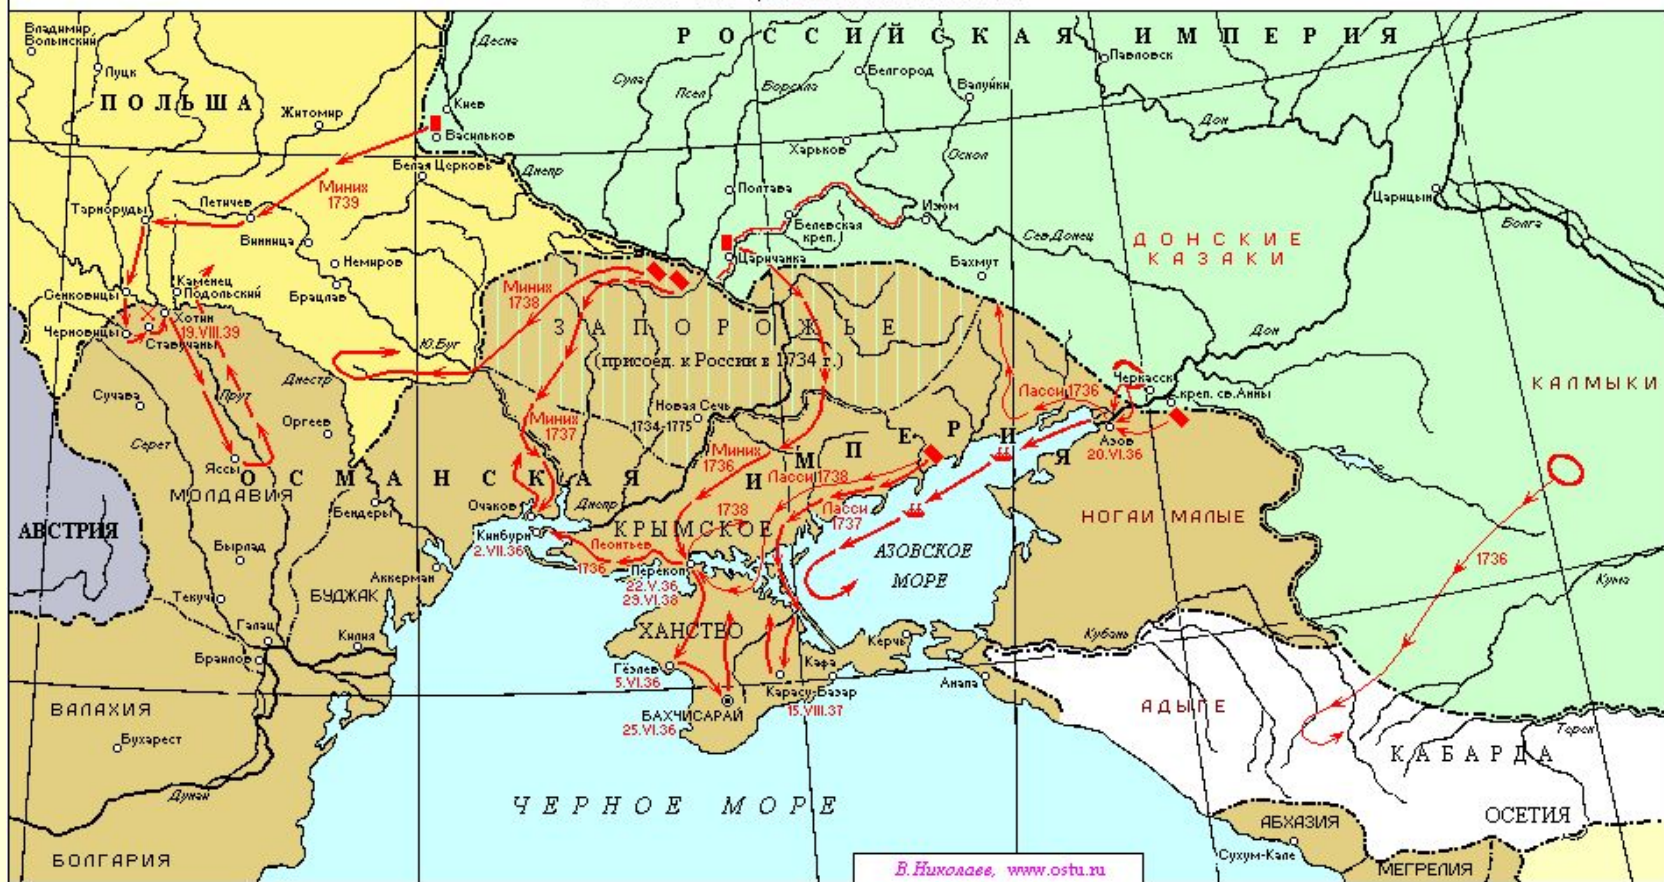 РОССИЙСКАЯ ИМПЕРИЯ
Владимир
Волынский
Луцк
ПОЛЬША
Житомир
Десна
Киев
Васильков
Белая Церковь
Днепр
Сула
Псел
Ворскла
Белгород
Валуйки
Павловск
Дон
Харьков
Оскол
Полтава
Изюм
Белевская
креп.
Царичанка
Сев.Донец
Бахмут
ДОНСКИЕ
КАЗАКИ
Царицын
Волга
Миних
1739
Тарноруды
Летичев
Винница
Немиров
Брацлав
Каменец
Подольский
Сенковицы
Хотин
19.VIII.39
Черновицы
Ставучаны
Миних
1738
ЗАПОРОЖЬЕ
(присоед. к России в 1734 г.)
Ю.Буг
Днестр
Прут
Сучава
Оргеев
Серет
Яссы
Новая Сечь
1734-1775
Миних
1737
Миних
1736
Ласси 1736
Черкасск
креп. св.Анны
Азов
20.VI.36
Дон
КАЛМЫКИ
ОСМАНСКАЯ ИМПЕРИЯ
МОЛДАВИЯ
Бендеры
АВСТРИЯ
Очаков
Днепр
Кинбурн
2.VII.36
Леонтьев
1736
1738
Ласси 1738
Ласси
1737
КРЫМСКОЕ
Перекоп
22.V.36
29.VI.38
АЗОВСКОЕ
МОРЕ
НОГАИ МАЛЫЕ
1736
Кума
Бырлад
Аккерман
Текуч
БУДЖАК
Галац
Килия
Браилов
ХАНСТВО
Гёзлев
5.VI.36
Керчь
Кафа
Карасу-Базар
15.VIII.37
БАХЧИСАРАЙ
25.VI.36
Кубань
Анапа
АДЫГЕ
КАБАРДА
Терек
ВАЛАХИЯ
Бухарест
Дунай
БОЛГАРИЯ
ЧЕРНОЕ МОРЕ
ОСЕТИЯ
АБХАЗИЯ
Сухум-Кале
МЕГРЕЛИЯ
В.Николаев, www.ostu.ru